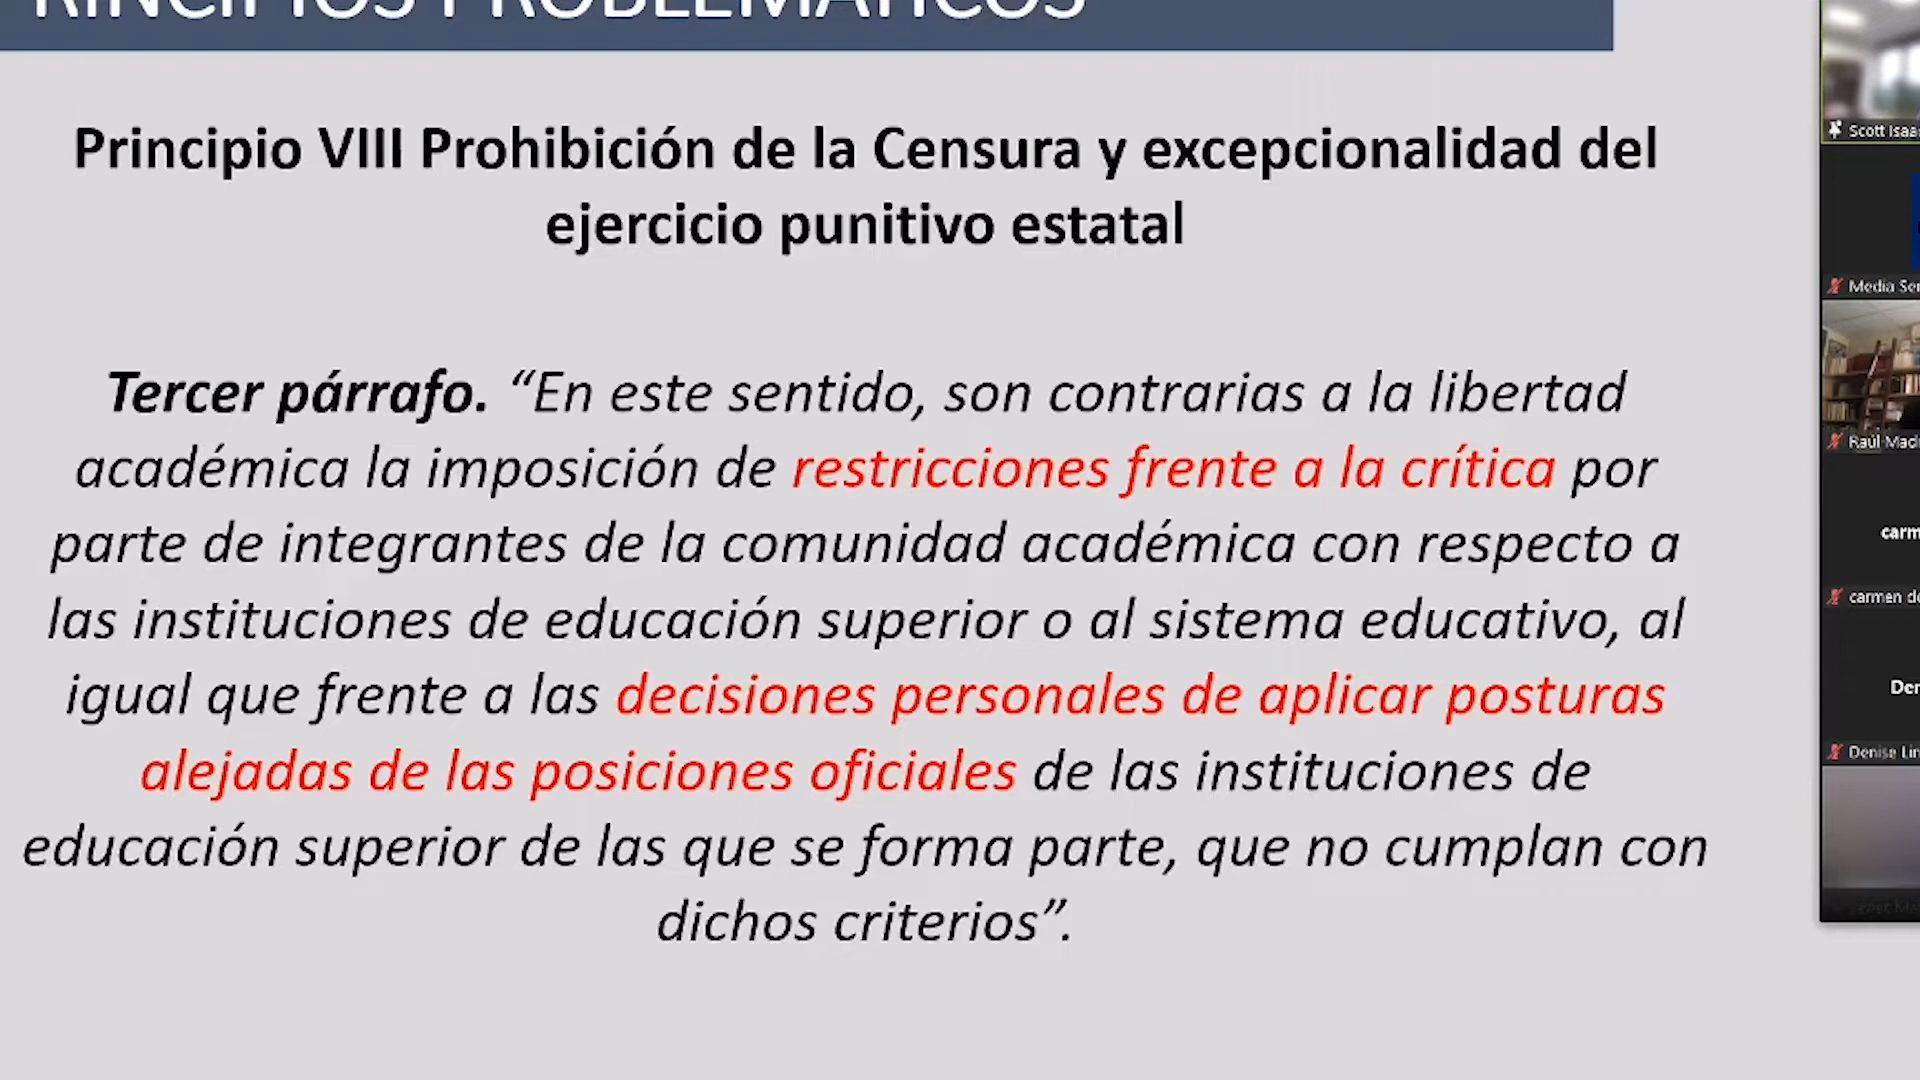 PROBLEMÁTICOS
Principio VIII Prohibición de la Censura y excepcionalidad del
ejercicio punitivo estatal
Tercer párrafo. “En este sentido, son contrarias a la libertad
académica la imposición de restricciones frente a la crítica por
parte de integrantes de la comunidad académica con respecto a
las instituciones de educación superior o al sistema educativo, al
igual que frente a las decisiones personales de aplicar posturas
alejadas de las posiciones oficiales de las instituciones de
educación superior de las que se forma parte, que no cumplan con
dichos criterios”.
Scott Isaa
Media Ser
Raúl Mad
carm
carmen de
Den
Denise Lin